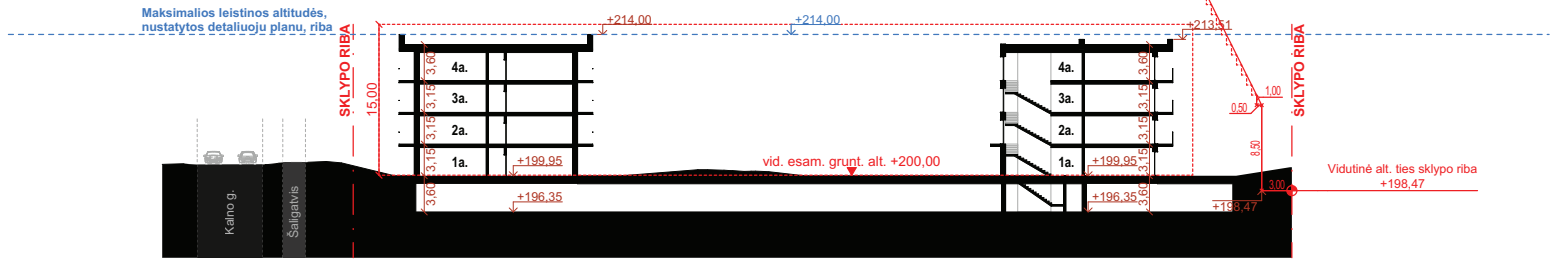 Maksimalios leistinos altitudės,
nustatytos detaliuoju planu, riba
SKLYPO RIBA
15,00
+214,00
+214,00
+213,51
SKLYPO RIBA
3,60
4a.
3,15
3a.
3,15
2a.
3,15
1a.
+199,95
3,60
+196,35
vid. esam. grunt. alt. +200,00
4a.
3,60
3a.
3,15
2a.
3,15
1a.
3,15
+199,95
3,60
+196,35
1,00
0,50
8,50
3,00
+198,47
Vidutinė alt. ties sklypo riba
+198,47
Kalno g.
Šaligatvis